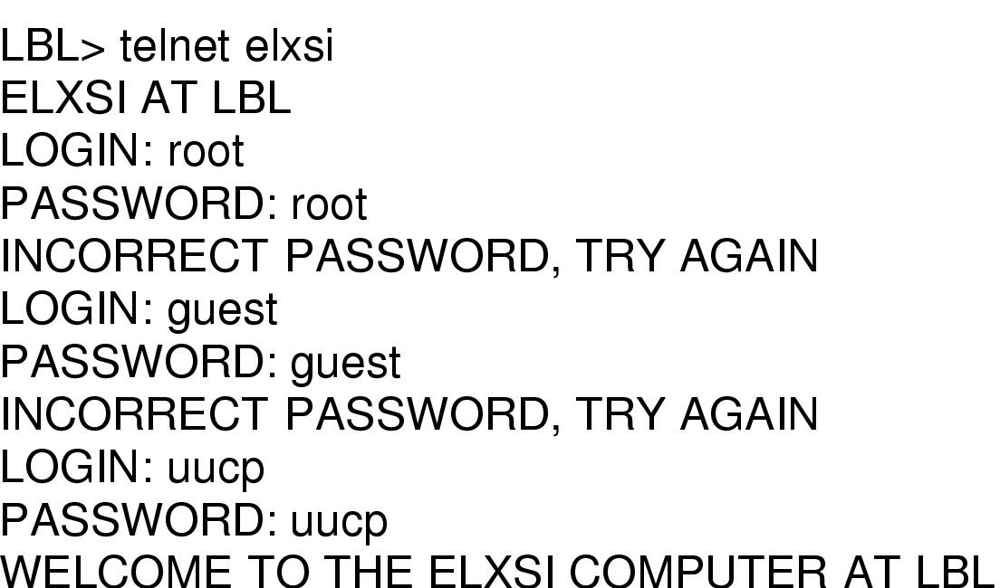 LBL> telnet elxsi
ELXSI AT LBL
LOGIN: root
PASSWORD: root
INCORRECT PASSWORD, TRY AGAIN
LOGIN: guest
PASSWORD: guest
INCORRECT PASSWORD, TRY AGAIN
LOGIN: uucp
PASSWORD: uucp
WELCOME TO THE ELXSI COMPUTER AT LBL